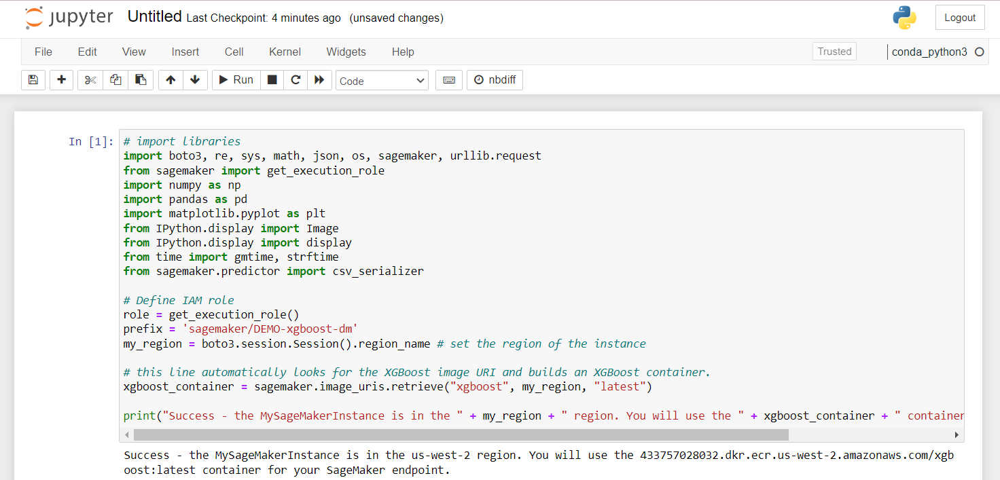 jupyter Untitled Last Checkpoint: 4 minutes ago (unsaved changes) Logout
File Edit View Insert Cell Kernel Widgets Help Trusted conda_python3
Run Code nbdiff
In [1]: # import libraries
import boto3, re, sys, math, json, os, sagemaker, urllib.request
from sagemaker import get_execution_role
import numpy as np
import pandas as pd
import matplotlib.pyplot as plt
from IPython.display import Image
from IPython.display import display
from time import gmtime, strftime
from sagemaker.predictor import csv_serializer
# Define IAM role
role = get_execution_role()
prefix = 'sagemaker/DEMO-xgboost-dm'
my_region = boto3.session.Session().region_name # set the region of the instance
# this line automatically looks for the XGBoost image URI and builds an XGBoost container.
xgboost_container = sagemaker.image_uris.retrieve("xgboost", my_region, "latest")
print("Success - the MySageMakerInstance is in the " + my_region + " region. You will use the " + xgboost_container + " container
Success - the MySageMakerInstance is in the us-west-2 region. You will use the 433757028032.dkr.ecr.us-west-2.amazonaws.com/xgb
oost:latest container for your SageMaker endpoint.